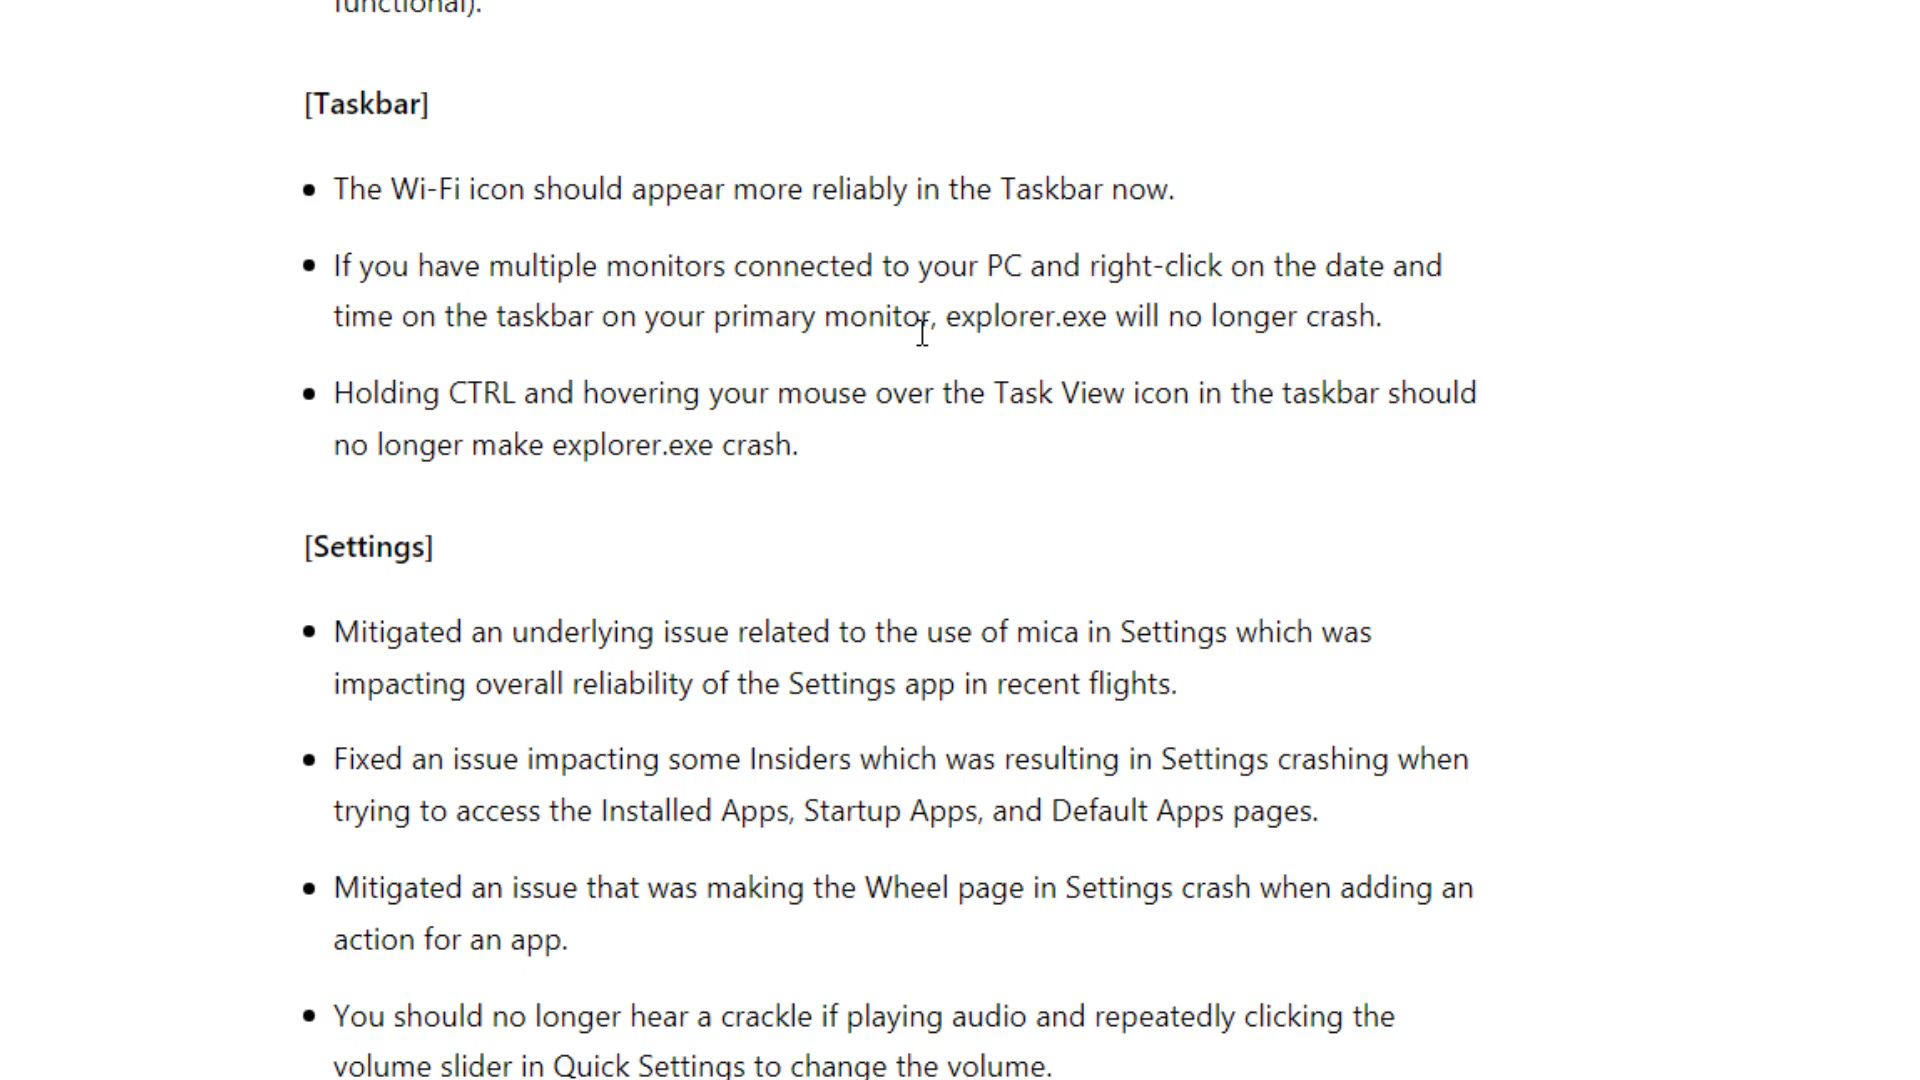 functional).
[Taskbar]
• The Wi-Fi icon should appear more reliably in the Taskbar now.
• If you have multiple monitors connected to your PC and right-click on the date and
time on the taskbar on your primary monitor, explorer.exe will no longer crash.
• Holding CTRL and hovering your mouse over the Task View icon in the taskbar should
no longer make explorer.exe crash.
[Settings]
• Mitigated an underlying issue related to the use of mica in Settings which was
impacting overall reliability of the Settings app in recent flights.
• Fixed an issue impacting some Insiders which was resulting in Settings crashing when
trying to access the Installed Apps, Startup Apps, and Default Apps pages.
• Mitigated an issue that was making the Wheel page in Settings crash when adding an
action for an app.
• You should no longer hear a crackle if playing audio and repeatedly clicking the
volume slider in Quick Settings to change the volume.